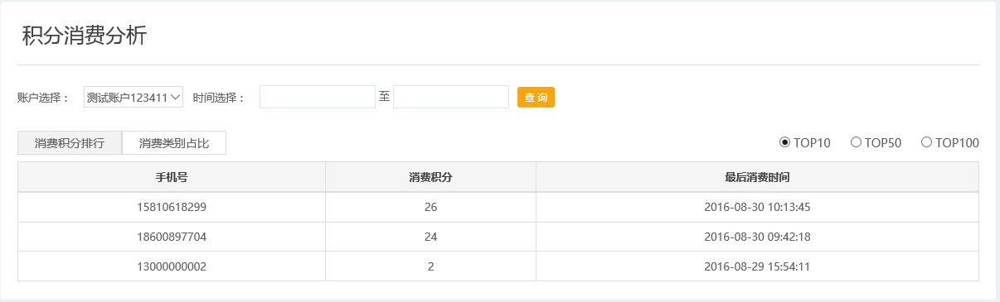 积分消费分析
账户选择： 测试账户123411 时间选择： 至 查询
消费积分排行 消费类别占比 TOP10 TOP50 TOP100
手机号 消费积分 最后消费时间
15810618299 26 2016-08-30 10:13:45
18600897704 24 2016-08-30 09:42:18
13000000002 2 2016-08-29 15:54:11